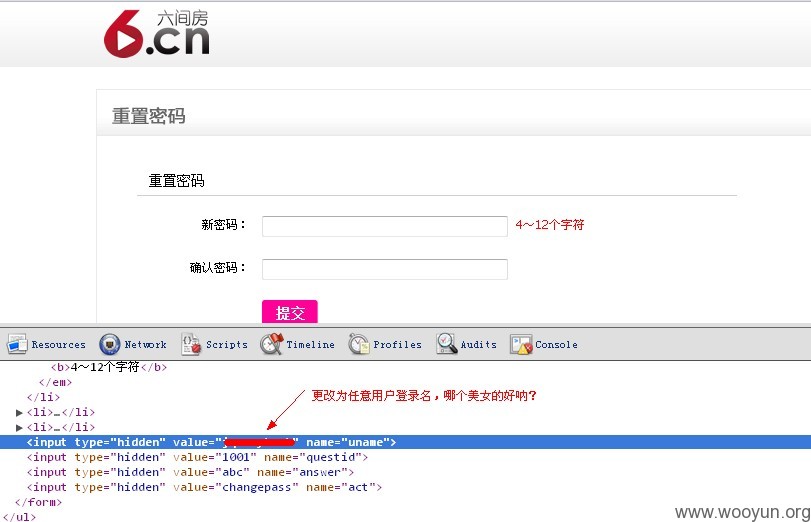 六间房
6.cn
重置密码
重置密码
新密码： 4～12个字符
确认密码：
提交
Resources Network Scripts Timeline Profiles Audits Console
<b>4～12个字符</b>
</em>
</li>
更改为任意用户登录名，哪个美女的好呐？
▶<li>…</li>
▶<li>…</li>
<input type="hidden" value=" " name="uname">
<input type="hidden" value="1001" name="questid">
<input type="hidden" value="abc" name="answer">
<input type="hidden" value="changepass" name="act">
</form>
</ul>
www.wooyun.org